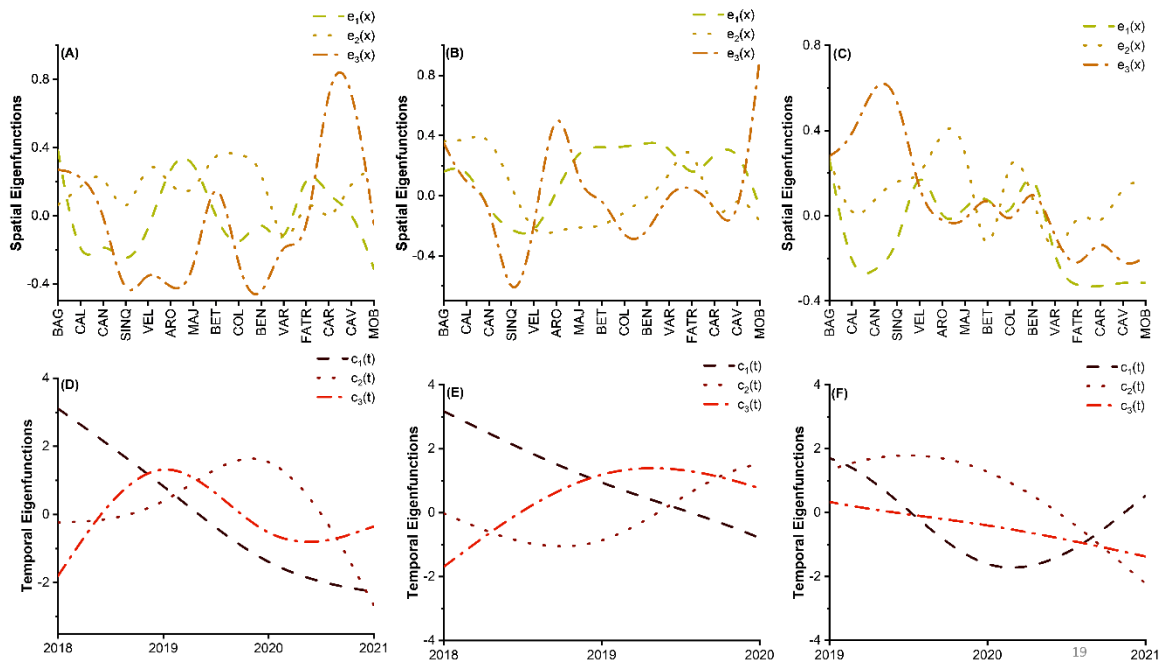 (A)
e₁(x)
e₂(x)
e₃(x)
Spatial Eigenfunctions
0.8
0.4
0.0
-0.4
BAG CAL CAN SINQ VEL ARO MAJ BET COL BEN VAR FATR CAR CAV MOB
(B)
e₁(x)
e₂(x)
e₃(x)
Spatial Eigenfunctions
0.8
0.4
0.0
-0.4
BAG CAL CAN SINQ VEL ARO MAJ BET COL BEN VAR FATR CAR CAV MOB
(C)
e₁(x)
e₂(x)
e₃(x)
Spatial Eigenfunctions
0.8
0.4
0.0
-0.4
BAG CAL CAN SINQ VEL ARO MAJ BET COL BEN VAR FATR CAR CAV MOB
(D)
c₁(t)
c₂(t)
c₃(t)
Temporal Eigenfunctions
4
2
0
-2
2018 2019 2020 2021
(E)
c₁(t)
c₂(t)
c₃(t)
Temporal Eigenfunctions
4
2
0
-2
-4
2018 2019 2020
(F)
c₁(t)
c₂(t)
c₃(t)
Temporal Eigenfunctions
4
2
0
-2
-4
2019 2020 2021
19